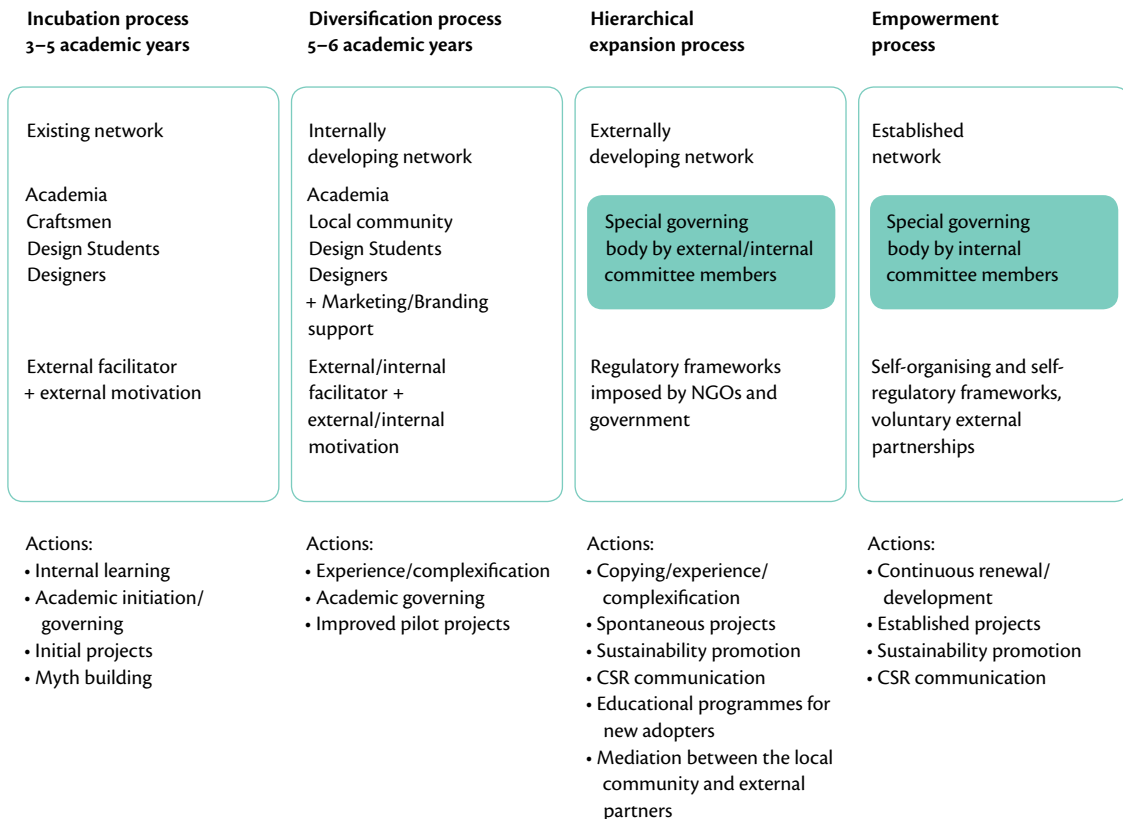 Incubation process
3–5 academic years
Existing network
Academia
Craftsmen
Design Students
Designers
External facilitator
+ external motivation
Actions:
• Internal learning
• Academic initiation/
governing
• Initial projects
• Myth building
Diversification process
5–6 academic years
Internally
developing network
Academia
Local community
Design Students
Designers
+ Marketing/Branding
support
External/internal
facilitator +
external/internal
motivation
Actions:
• Experience/complexification
• Academic governing
• Improved pilot projects
Hierarchical
expansion process
Externally
developing network
Special governing
body by external/internal
committee members
Regulatory frameworks
imposed by NGOs and
government
Actions:
• Copying/experience/
complexification
• Spontaneous projects
• Sustainability promotion
• CSR communication
• Educational programmes for
new adopters
• Mediation between the local
community and external
partners
Empowerment
process
Established
network
Special governing
body by internal
committee members
Self-organising and self-
regulatory frameworks,
voluntary external
partnerships
Actions:
• Continuous renewal/
development
• Established projects
• Sustainability promotion
• CSR communication